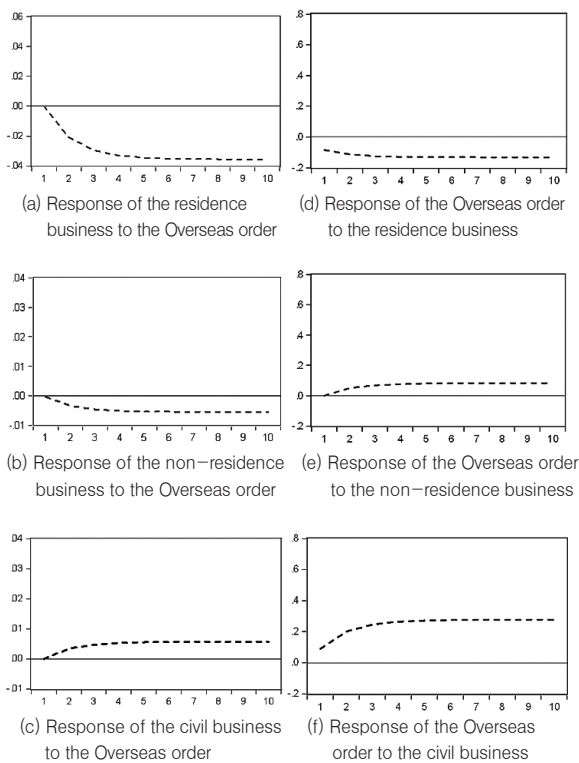 .06
.04
.02
.00
-.02
-.04
1 2 3 4 5 6 7 8 9 10
(a) Response of the residence
business to the Overseas order
.8
.6
.4
.2
.0
-.2
1 2 3 4 5 6 7 8 9 10
(d) Response of the Overseas order
to the residence business
.04
.03
.02
.01
.00
-.01
1 2 3 4 5 6 7 8 9 10
(b) Response of the non-residence
business to the Overseas order
.8
.6
.4
.2
.0
-.2
1 2 3 4 5 6 7 8 9 10
(e) Response of the Overseas order
to the non-residence business
.04
.03
.02
.01
.00
-.01
1 2 3 4 5 6 7 8 9 10
(c) Response of the civil business
to the Overseas order
.8
.6
.4
.2
.0
-.2
1 2 3 4 5 6 7 8 9 10
(f) Response of the Overseas
order to the civil business